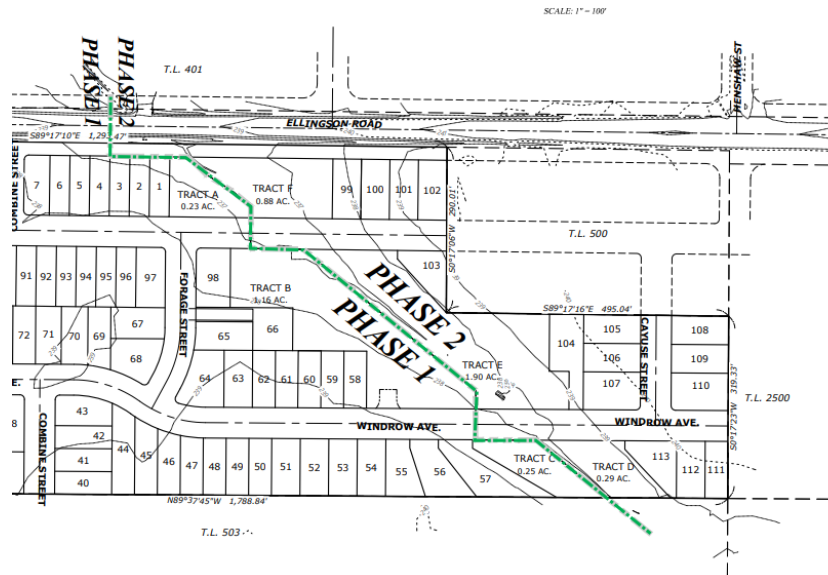 SCALE: 1" = 100'
HENSHAW ST
T.L. 401
PHASE 2
PHASE 1
ELLINGSON ROAD
S89°17'10"E
COMBINE STREET
7 6 5 4 3 2 1
TRACT A
0.23 AC.
TRACT F
0.88 AC.
99 100 101 102
290.01'
S0°17'06"W
T.L. 500
103
91 92 93 94 95 96 97
FORAGE STREET
98
TRACT B
1.16 AC.
PHASE 2
PHASE 1
S89°17'16"E 495.04'
72 71 70 69 67
68
65
66
104
105
106
107
CAYUSE STREET
108
109
110
319.33'
S0°17'23"W
T.L. 2500
64 63 62 61 60 59 58
TRACT E
1.90 AC.
WINDROW AVE.
WINDROW AVE.
E.
COMBINE STREET
43
42
41
40
44 45 46 47 48 49 50 51 52 53 54 55 56 57
TRACT C
0.25 AC.
TRACT D
0.29 AC.
113 112 111
N89°37'45"W 1,788.84'
T.L. 503